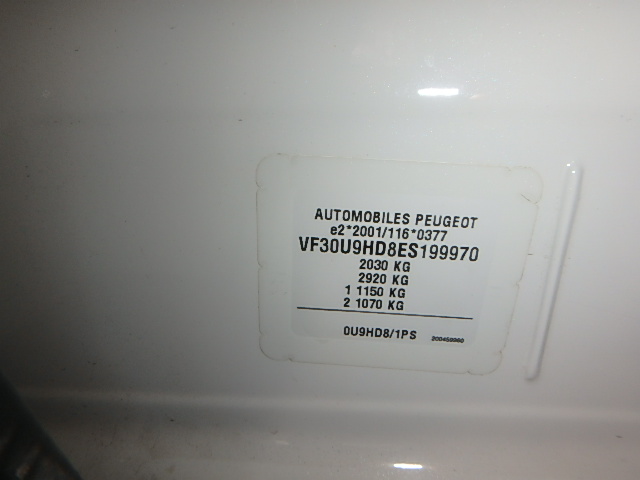 AUTOMOBILES PEUGEOT
e2*2001/116*0377
VF30U9HD8ES199970
2030 KG
2920 KG
1 1150 KG
2 1070 KG
0U9HD8/1PS